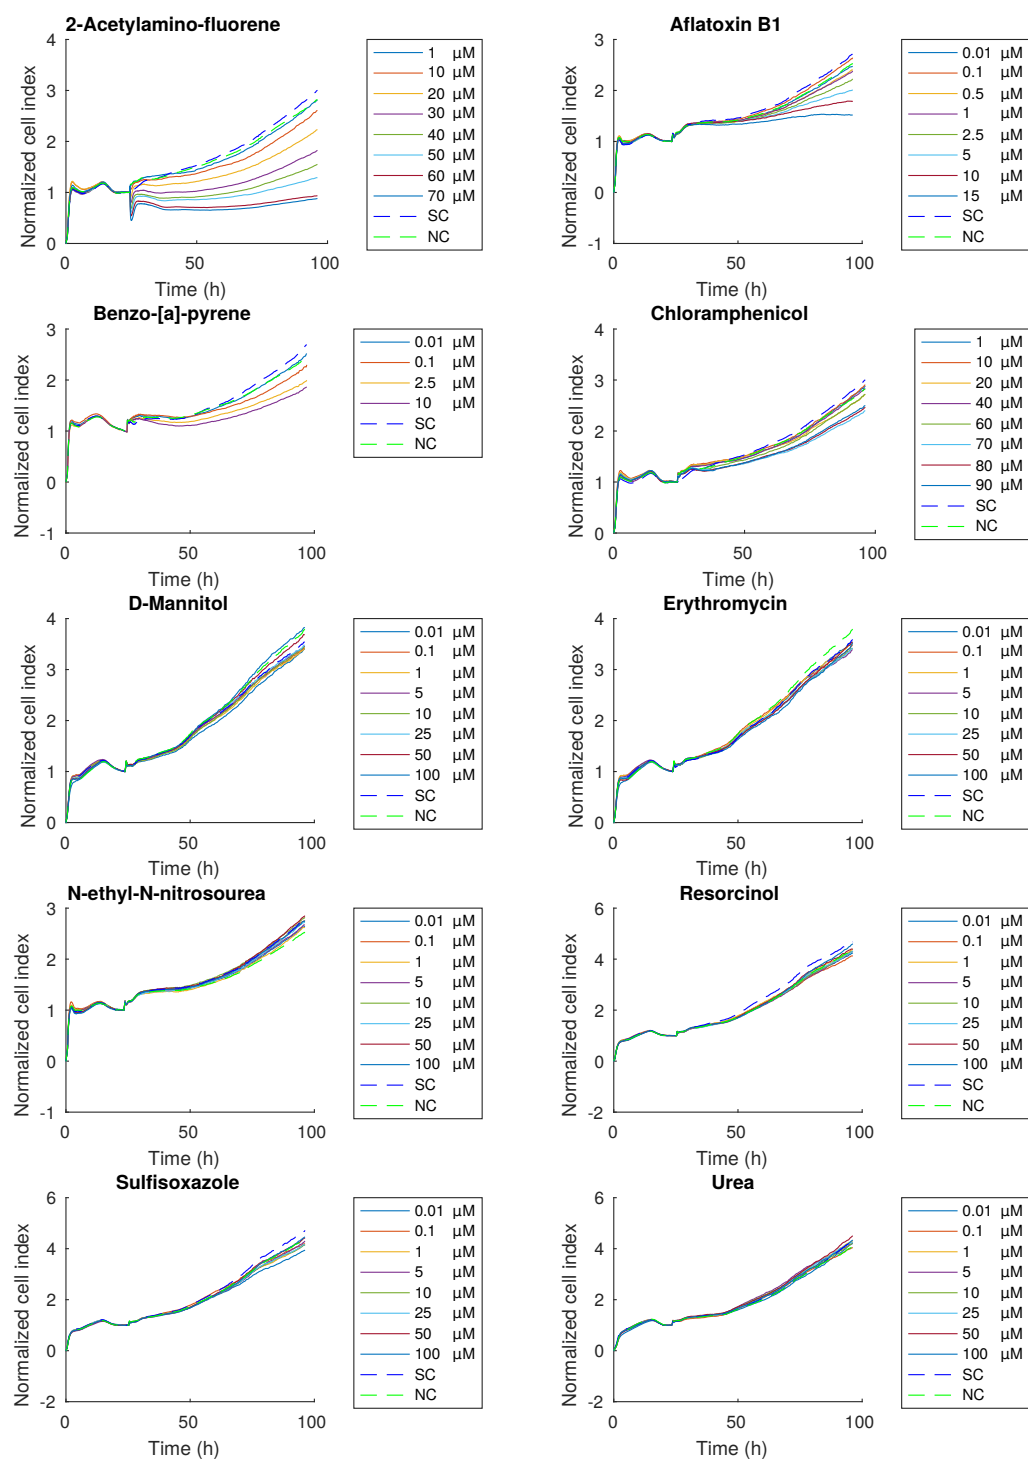 2-Acetylamino-fluorene
Normalized cell index
4
3
2
1
0
0 50 100
Time (h)
1 µM
10 µM
20 µM
30 µM
40 µM
50 µM
60 µM
70 µM
SC
NC
Aflatoxin B1
Normalized cell index
3
2
1
0
-1
0 50 100
Time (h)
0.01 µM
0.1 µM
0.5 µM
1 µM
2.5 µM
5 µM
10 µM
15 µM
SC
NC
Benzo-[a]-pyrene
Normalized cell index
3
2
1
0
-1
0 50 100
Time (h)
0.01 µM
0.1 µM
2.5 µM
10 µM
SC
NC
Chloramphenicol
Normalized cell index
4
3
2
1
0
0 50 100
Time (h)
1 µM
10 µM
20 µM
40 µM
60 µM
70 µM
80 µM
90 µM
SC
NC
D-Mannitol
Normalized cell index
4
3
2
1
0
0 50 100
Time (h)
0.01 µM
0.1 µM
1 µM
5 µM
10 µM
25 µM
50 µM
100 µM
SC
NC
Erythromycin
Normalized cell index
4
3
2
1
0
0 50 100
Time (h)
0.01 µM
0.1 µM
1 µM
5 µM
10 µM
25 µM
50 µM
100 µM
SC
NC
N-ethyl-N-nitrosourea
Normalized cell index
3
2
1
0
-1
0 50 100
Time (h)
0.01 µM
0.1 µM
1 µM
5 µM
10 µM
25 µM
50 µM
100 µM
SC
NC
Resorcinol
Normalized cell index
6
4
2
0
-2
0 50 100
Time (h)
0.01 µM
0.1 µM
1 µM
5 µM
10 µM
25 µM
50 µM
100 µM
SC
NC
Sulfisoxazole
Normalized cell index
6
4
2
0
-2
0 50 100
Time (h)
0.01 µM
0.1 µM
1 µM
5 µM
10 µM
25 µM
50 µM
100 µM
SC
NC
Urea
Normalized cell index
6
4
2
0
-2
0 50 100
Time (h)
0.01 µM
0.1 µM
1 µM
5 µM
10 µM
25 µM
50 µM
100 µM
SC
NC